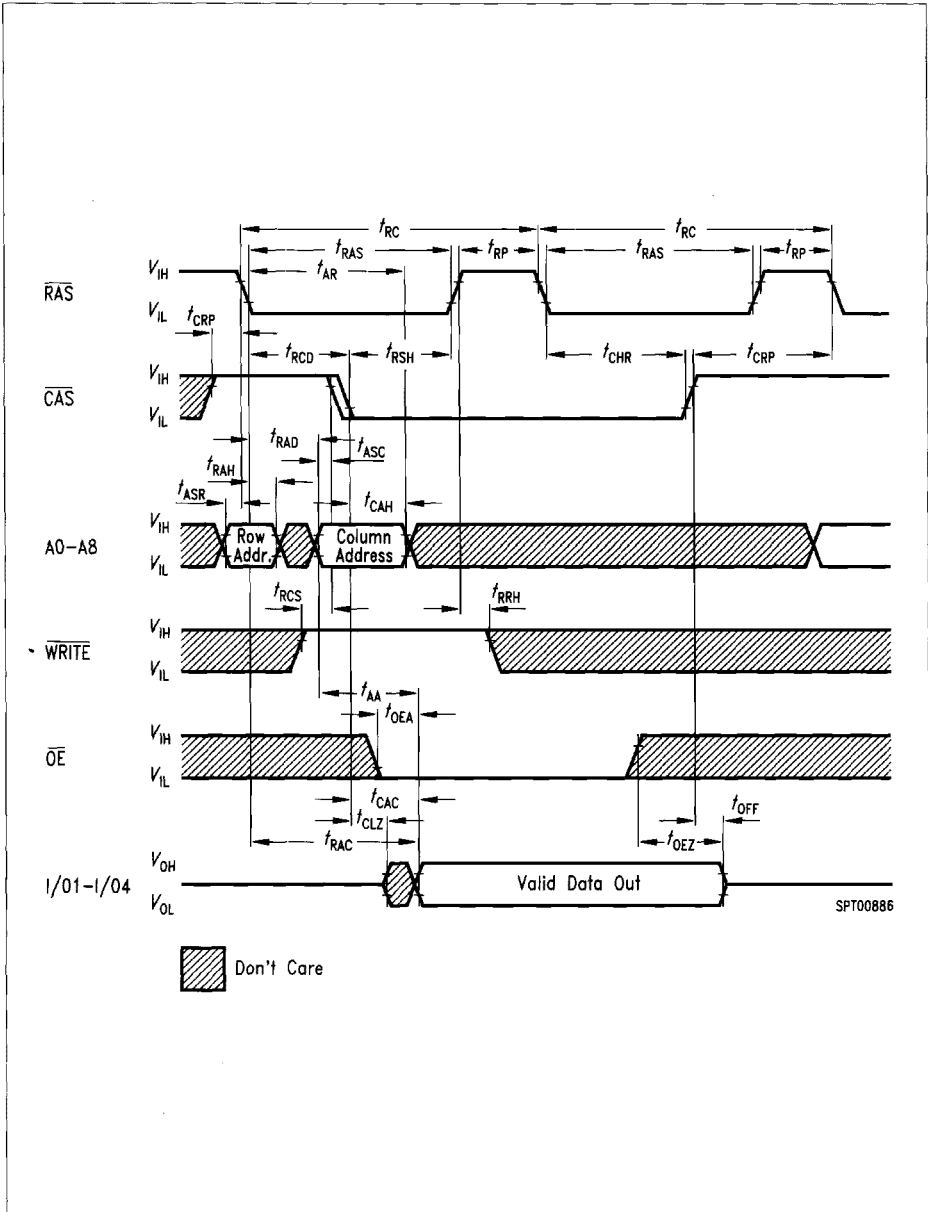 tRC tRC
tRAS tRP tRAS tRP
tAR
RAS VIH
VIL
tCRP
tRCD tRSH tCHR tCRP
CAS VIH
VIL
tRAD
tASC
tRAH
tASR tCAH
A0-A8 VIH
VIL
Row Addr.
Column Address
tRCS tRRH
WRITE VIH
VIL
tAA
tOEA
OE VIH
VIL
tCAC
tCLZ tOFF
tRAC tOEZ
I/01-I/04 VOH
VOL
Valid Data Out
SPT00886
Don't Care